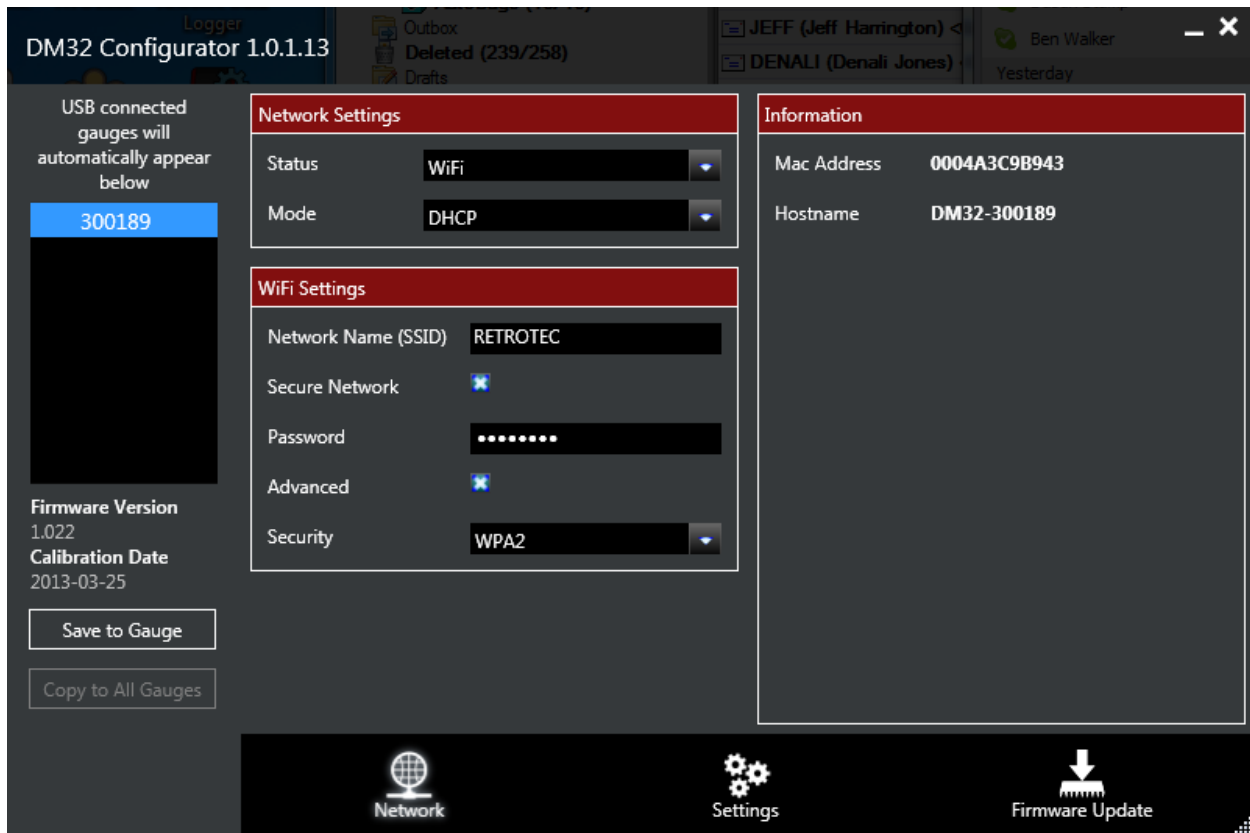 Logger
Outbox
Deleted (239/258)
Drafts
JEFF (Jeff Harrington)
DENALI (Denali Jones)
Ben Walker
Yesterday
DM32 Configurator 1.0.1.13
USB connected
gauges will
automatically appear
below
300189
Firmware Version
1.022
Calibration Date
2013-03-25
Save to Gauge
Copy to All Gauges
Network Settings
Status WiFi
Mode DHCP
WiFi Settings
Network Name (SSID) RETROTEC
Secure Network
Password ••••••••
Advanced
Security WPA2
Information
Mac Address 0004A3C9B943
Hostname DM32-300189
Network
Settings
Firmware Update